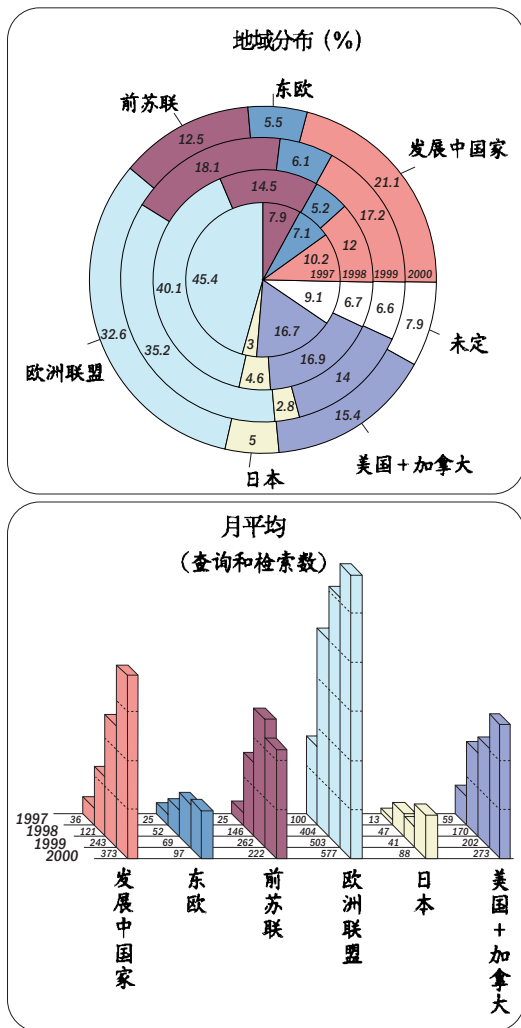 地域分布 (%)
东欧
前苏联
发展中国家
5.5
12.5
6.1
18.1
21.1
14.5
5.2
17.2
7.9
7.1
12
10.2
1997 1998 1999 2000
45.4
40.1
9.1
6.7
6.6
7.9
32.6
35.2
16.7
未定
3
16.9
欧洲联盟
4.6
14
2.8
15.4
5
美国+加拿大
日本
月平均
(查询和检索数)
1997 36 25 25 100 13 59
1998 121 52 146 404 47 170
1999 243 69 262 503 41 202
2000 373 97 222 577 88 273
发展中国家
东欧
前苏联
欧洲联盟
日本
美国+加拿大